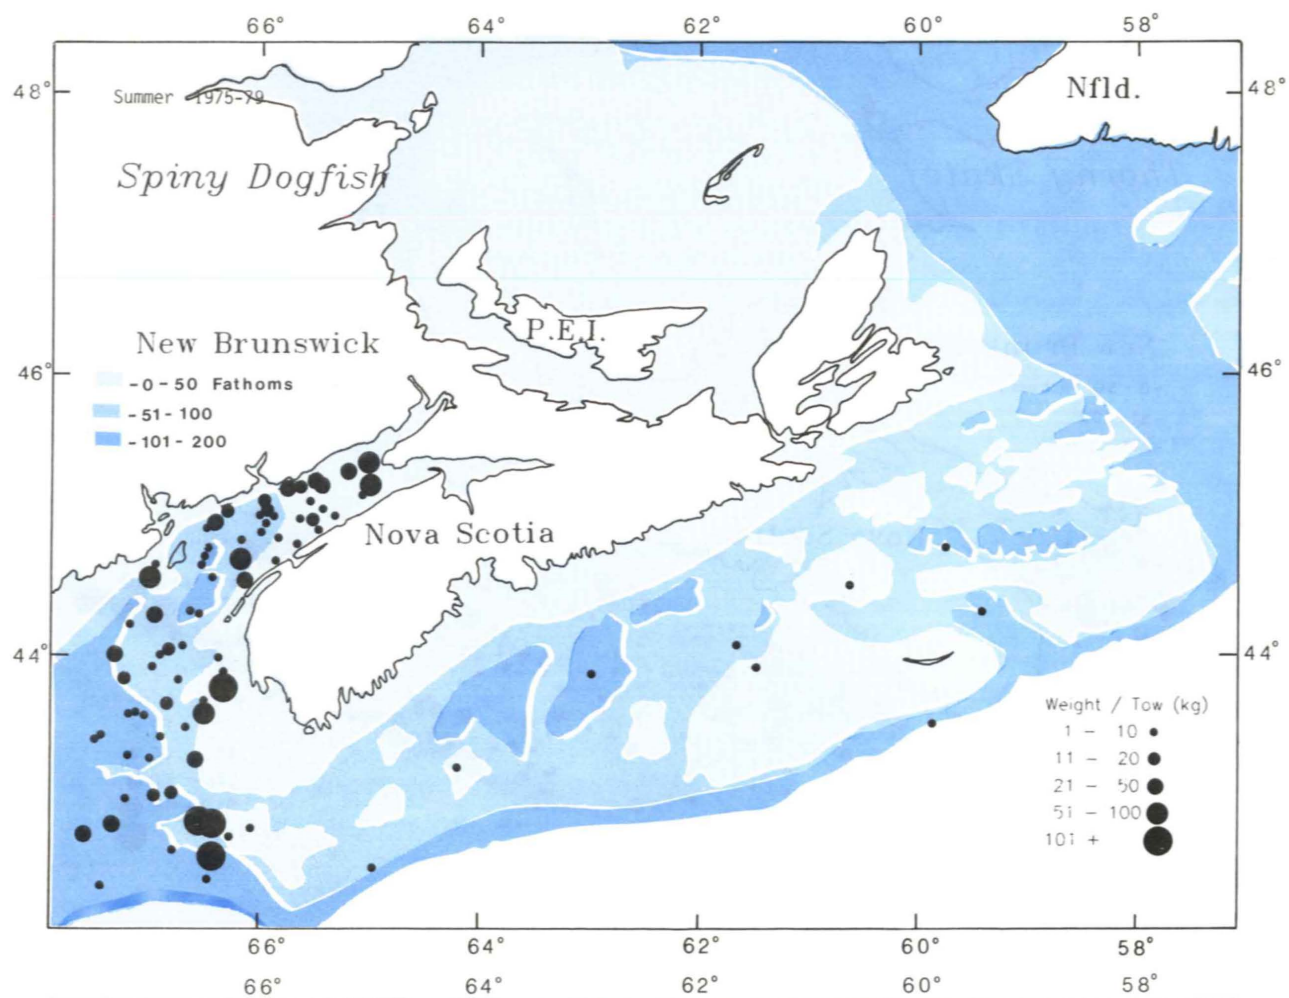 66° 64° 62° 60° 58°
48° 48°
Nfld.
Summer 1975-79
Spiny Dogfish
P.E.I.
New Brunswick
46° 46°
-0-50 Fathoms
-51-100
-101-200
Nova Scotia
44° 44°
Weight / Tow (kg)
1 - 10
11 - 20
21 - 50
51 - 100
101 +
66° 64° 62° 60° 58°
66° 64° 62° 60° 58°